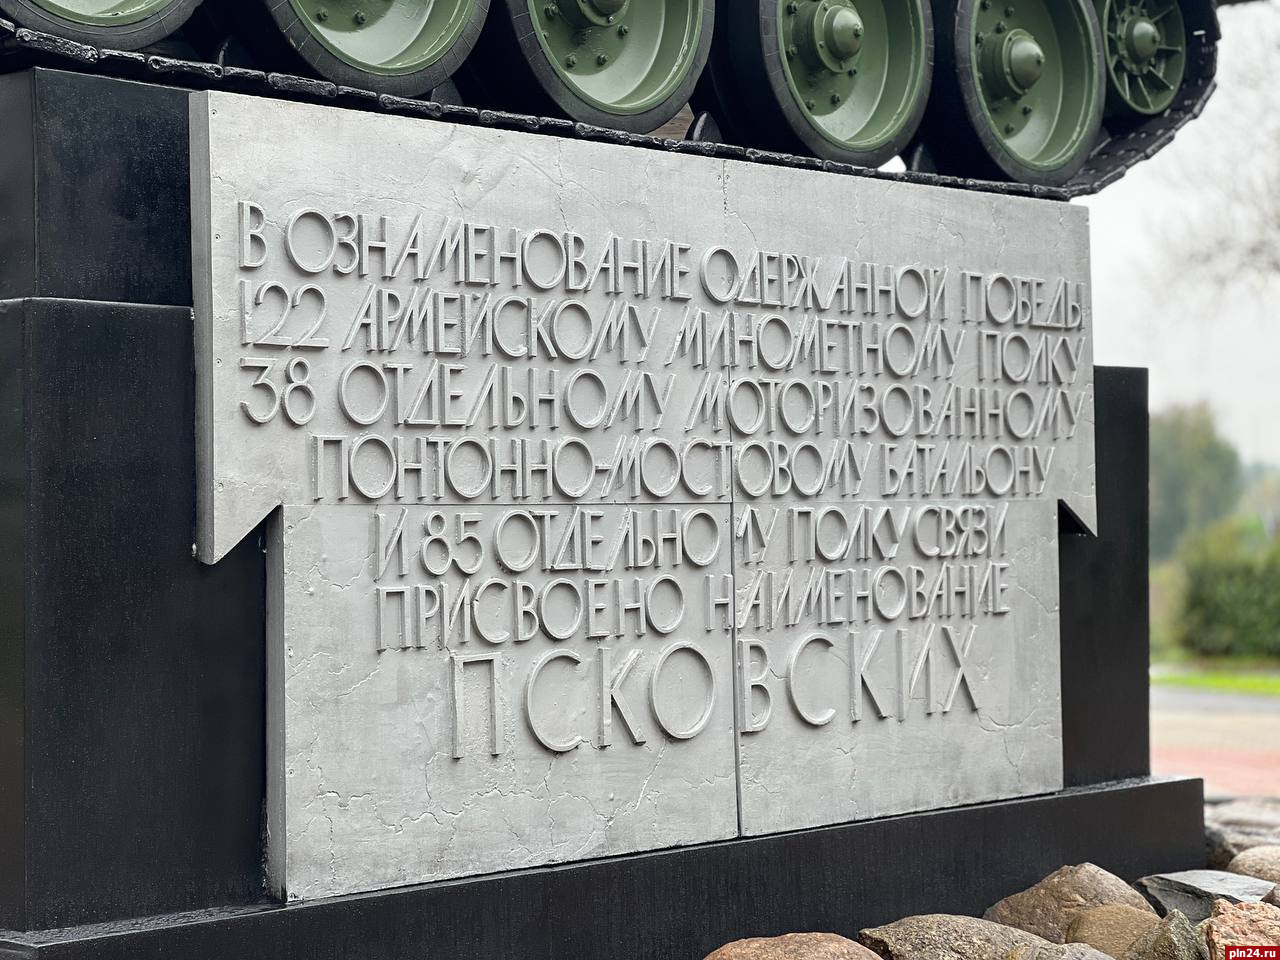 В ОЗНАМЕНОВАНИЕ ОДЕРЖАННОЙ ПОБЕДЫ
122 АРМЕЙСКОМУ МИНОМЕТНОМУ ПОЛКУ
38 ОТДЕЛЬНОМУ МОТОРИЗОВАННОМУ
ПОНТОННО-МОСТОВОМУ БАТАЛЬОНУ
И 85 ОТДЕЛЬНОМУ ПОЛКУ СВЯЗИ
ПРИСВОЕНО НАИМЕНОВАНИЕ
ПСКОВСКИХ
pln24.ru